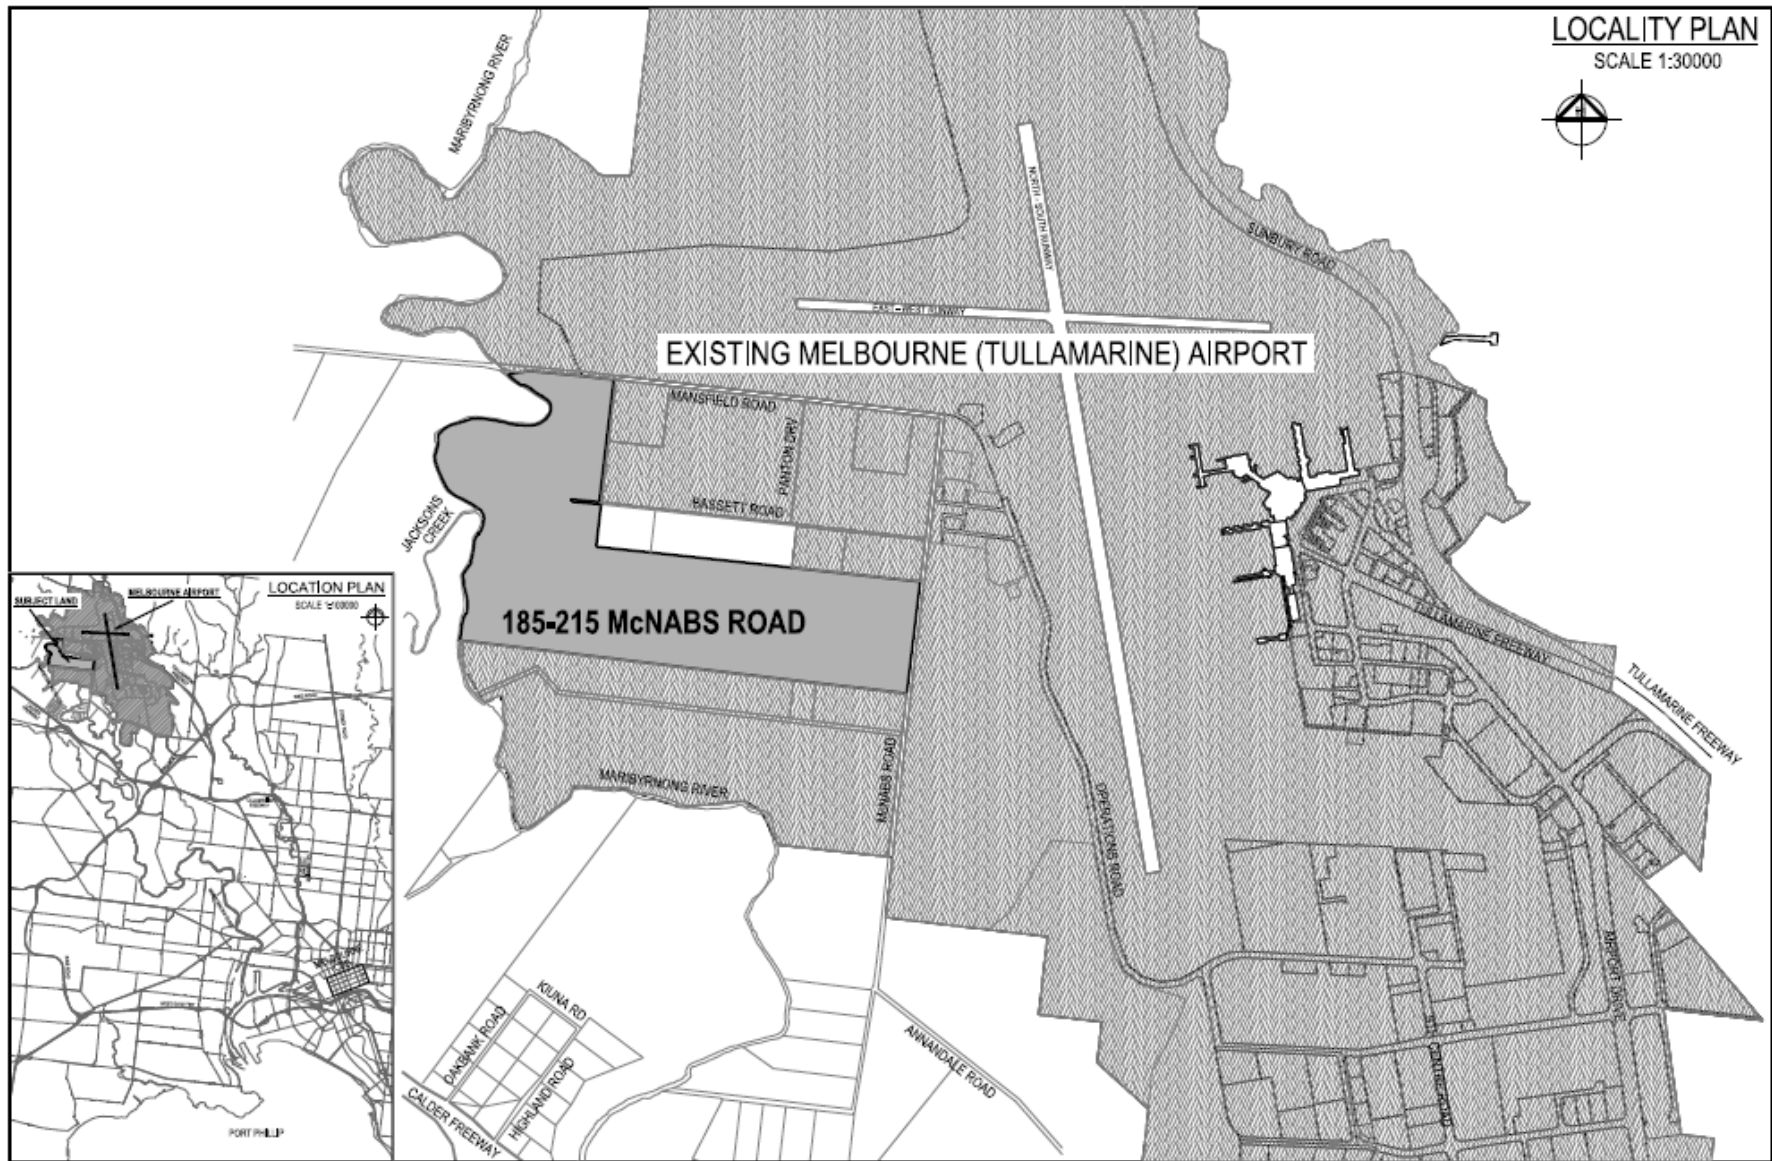 LOCALITY PLAN
SCALE 1:30000
MARIBYRNONG RIVER
NORTH - SOUTH RUNWAY
SUNBURY ROAD
EAST - WEST RUNWAY
EXISTING MELBOURNE (TULLAMARINE) AIRPORT
MANSFIELD ROAD
PANTON DRV
BASSETT ROAD
JACKSONS
CREEK
185-215 McNABS ROAD
TULLAMARINE FREEWAY
TULLAMARINE FREEWAY
MARIBYRNONG RIVER
McNABS ROAD
OPERATIONS ROAD
AIRPORT DRIVE
CENTRE ROAD
KIUNA RD
OAKBANK ROAD
HIGHLAND ROAD
CALDER FREEWAY
ANNANDALE ROAD
LOCATION PLAN
SUBJECT LAND
MELBOURNE AIRPORT
PORT PHILLIP